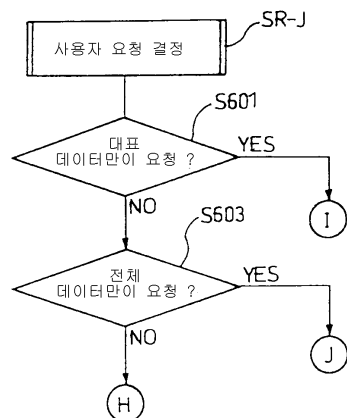 SR-J
사용자 요청 결정
S601
대표
데이터만이 요청 ?
YES
NO
I
S603
전체
데이터만이 요청 ?
YES
NO
J
H